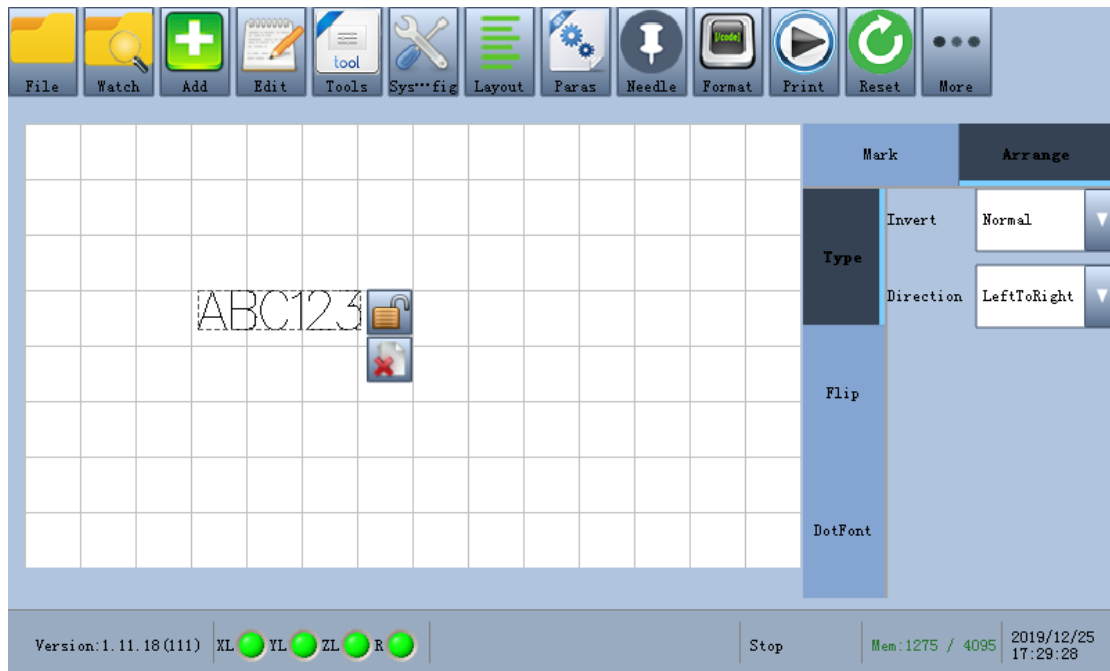 [Vcode]
tool
File Watch Add Edit Tools Sys···fig Layout Paras Needle Format Print Reset More
Mark Arrange
Invert Normal
Type
Direction LeftToRight
ABC123
Flip
DotFont
Version:1.11.18(111) XL YL ZL R Stop Mem:1275 / 4095 2019/12/25
17:29:28